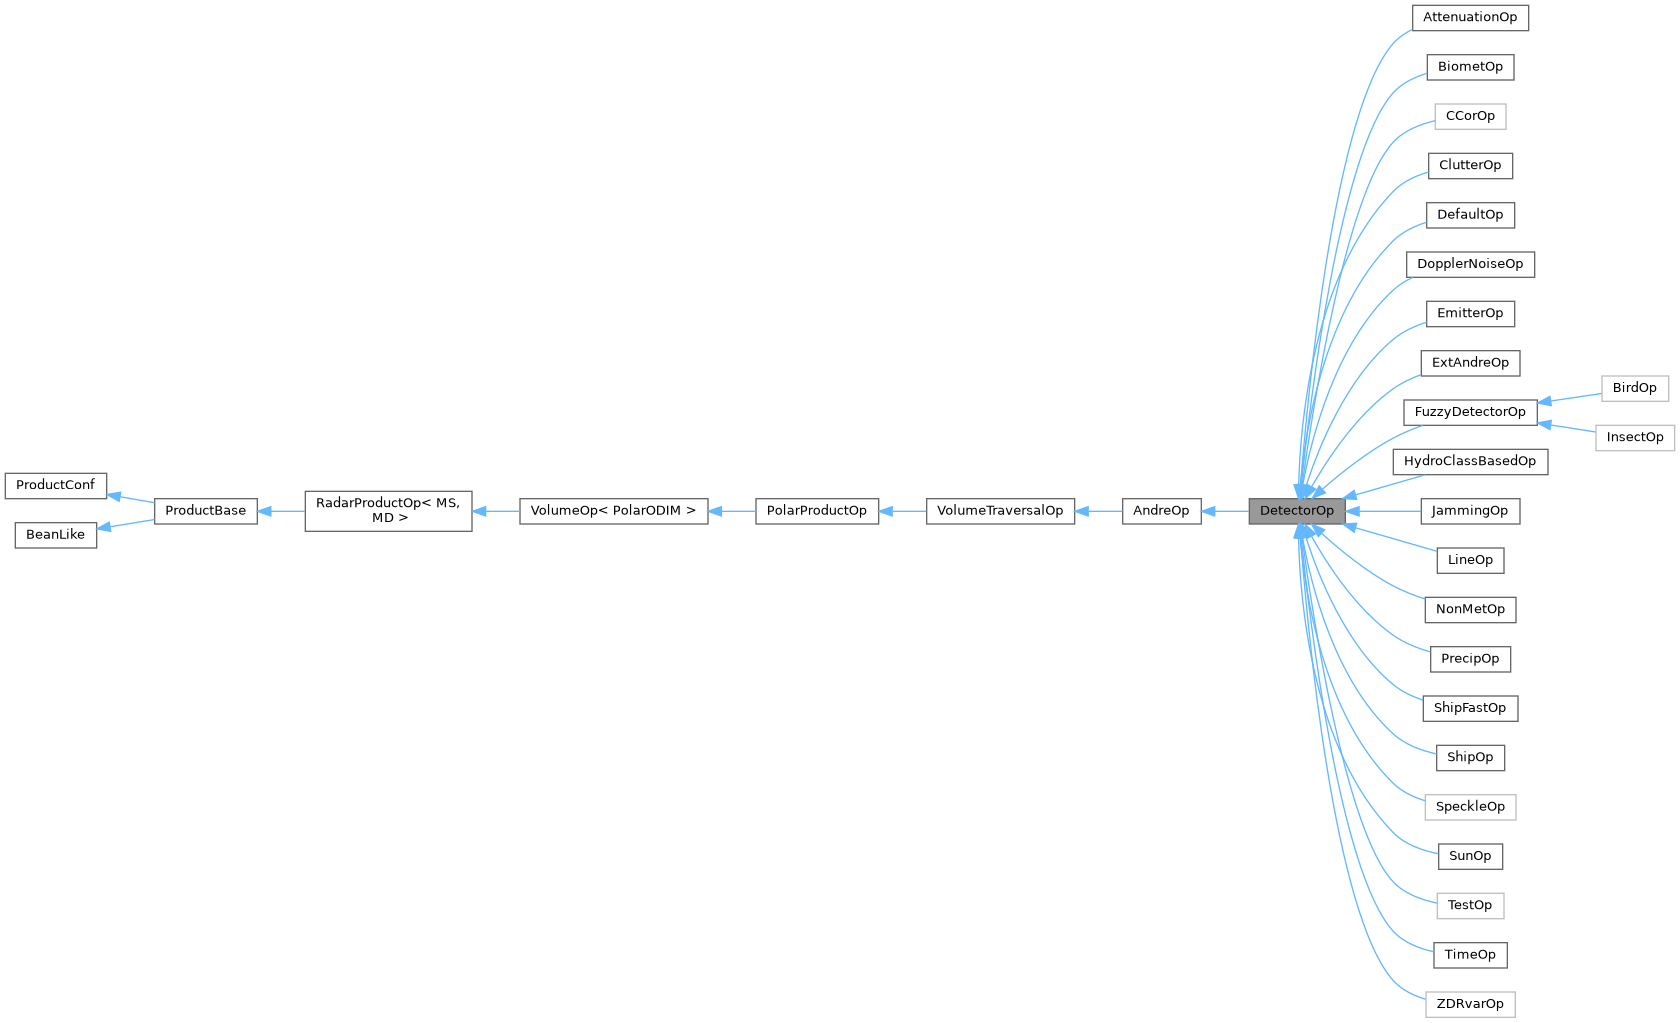 AttenuationOp
BiometOp
CCorOp
ClutterOp
DefaultOp
DopplerNoiseOp
EmitterOp
ExtAndreOp
BirdOp
FuzzyDetectorOp
InsectOp
HydroClassBasedOp
ProductConf
ProductBase
RadarProductOp< MS,
MD >
VolumeOp< PolarODIM >
PolarProductOp
VolumeTraversalOp
AndreOp
DetectorOp
JammingOp
BeanLike
LineOp
NonMetOp
PrecipOp
ShipFastOp
ShipOp
SpeckleOp
SunOp
TestOp
TimeOp
ZDRvarOp